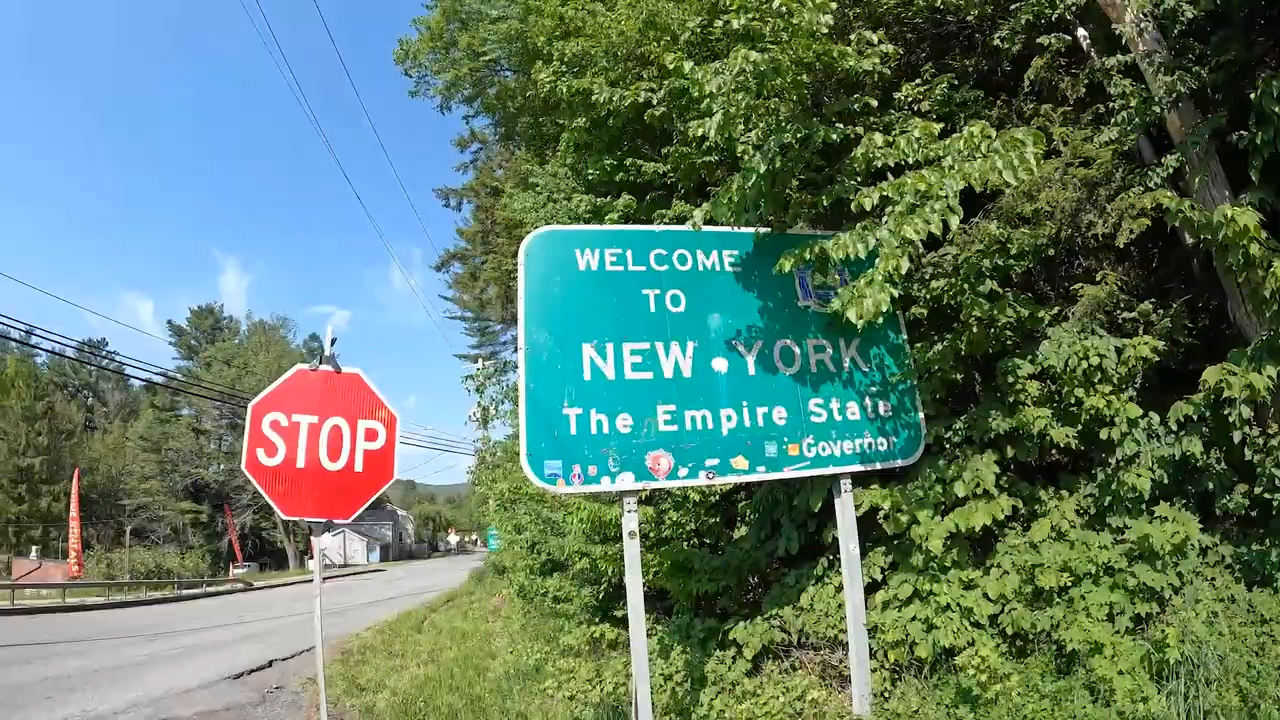 WELCOME
TO
NEW YORK
The Empire State
Governor
STOP